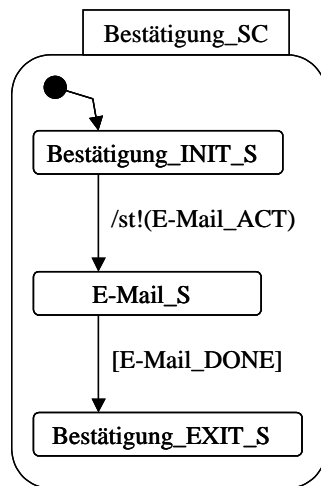 Bestätigung_SC
Bestätigung_INIT_S
/st!(E-Mail_ACT)
E-Mail_S
[E-Mail_DONE]
Bestätigung_EXIT_S